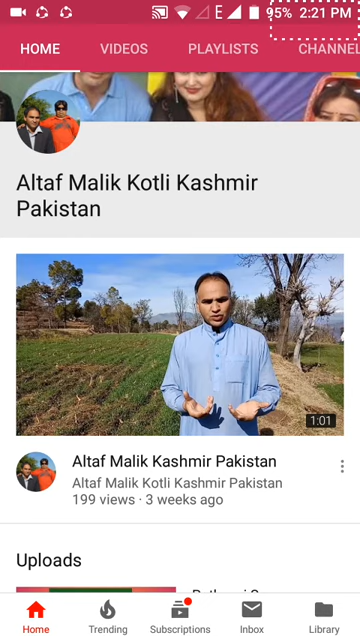 E 95% 2:21 PM
HOME VIDEOS PLAYLISTS CHANNEL
Altaf Malik Kotli Kashmir
Pakistan
1:01
Altaf Malik Kashmir Pakistan
Altaf Malik Kotli Kashmir Pakistan
199 views · 3 weeks ago
Uploads
Home Trending Subscriptions Inbox Library